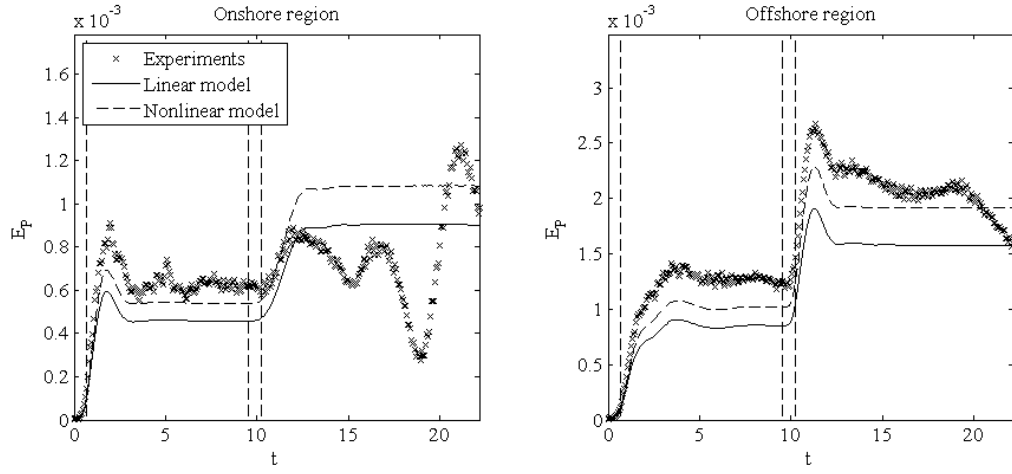 x 10⁻³
Onshore region
Experiments
Linear model
Nonlinear model
E_P
1.6
1.4
1.2
1
0.8
0.6
0.4
0.2
0
0
5
10
15
20
t
x 10⁻³
Offshore region
E_P
3
2.5
2
1.5
1
0.5
0
0
5
10
15
20
t